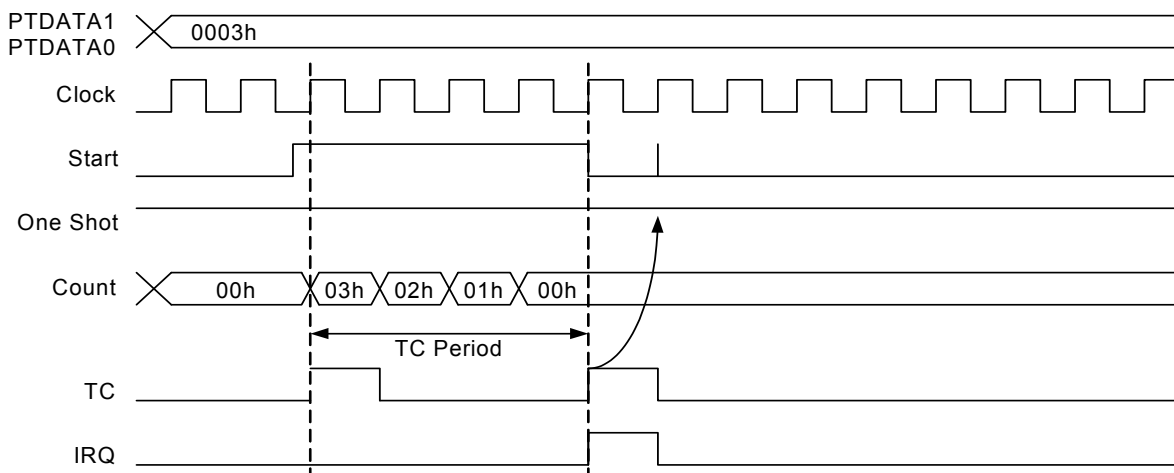 PTDATA1
PTDATA0
0003h
Clock
Start
One Shot
Count
00h
03h
02h
01h
00h
TC Period
TC
IRQ